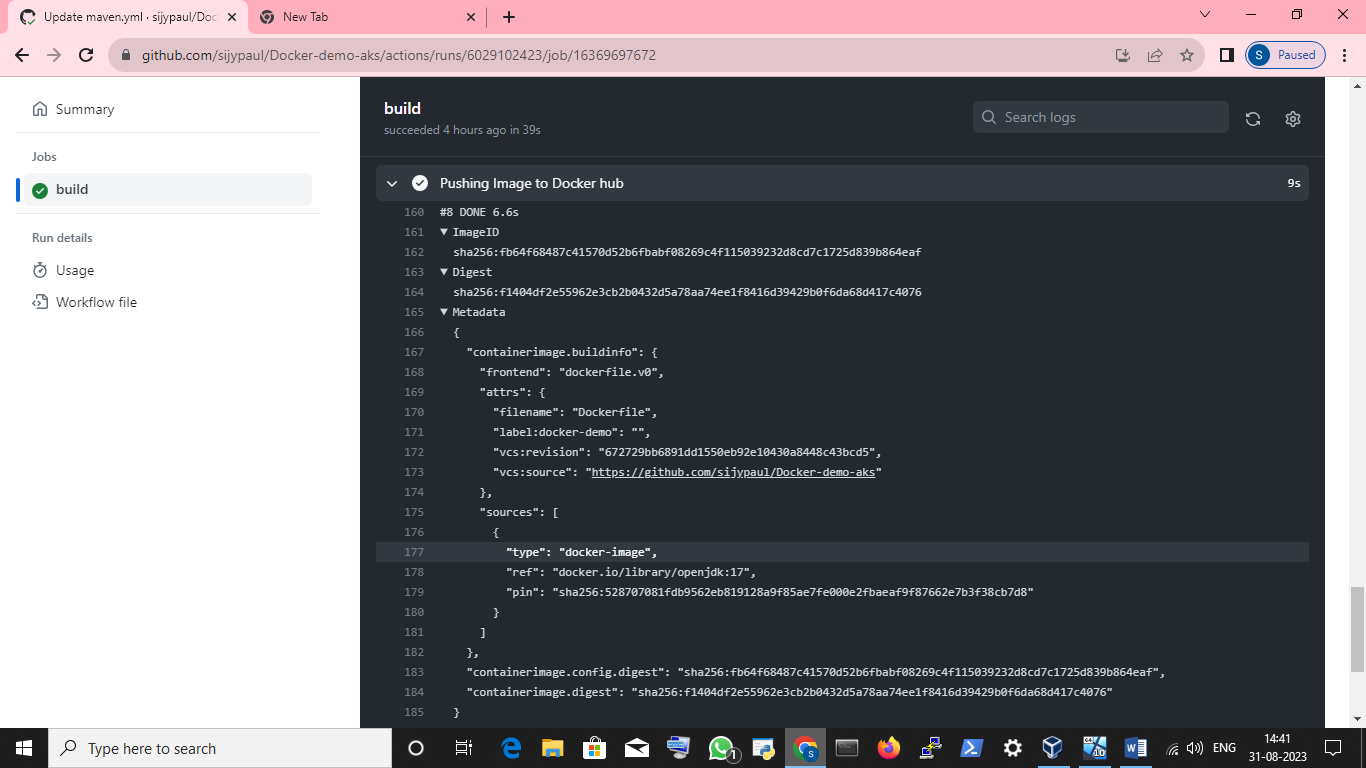 Update maven.yml · sijypaul/Doc
New Tab
github.com/sijypaul/Docker-demo-aks/actions/runs/6029102423/job/16369697672
S Paused
Summary
Jobs
build
Run details
Usage
Workflow file
build
succeeded 4 hours ago in 39s
Search logs
Pushing Image to Docker hub 9s
160 #8 DONE 6.6s
161 ▼ ImageID
162 sha256:fb64f68487c41570d52b6fbabf08269c4f115039232d8cd7c1725d839b864eaf
163 ▼ Digest
164 sha256:f1404df2e55962e3cb2b0432d5a78aa74ee1f8416d39429b0f6da68d417c4076
165 ▼ Metadata
166 {
167 "containerimage.buildinfo": {
168 "frontend": "dockerfile.v0",
169 "attrs": {
170 "filename": "Dockerfile",
171 "label:docker-demo": "",
172 "vcs:revision": "672729bb6891dd1550eb92e10430a8448c43bcd5",
173 "vcs:source": "https://github.com/sijypaul/Docker-demo-aks"
174 },
175 "sources": [
176 {
177 "type": "docker-image",
178 "ref": "docker.io/library/openjdk:17",
179 "pin": "sha256:528707081fdb9562eb819128a9f85ae7fe000e2fbaeaf9f87662e7b3f38cb7d8"
180 }
181 ]
182 },
183 "containerimage.config.digest": "sha256:fb64f68487c41570d52b6fbabf08269c4f115039232d8cd7c1725d839b864eaf",
184 "containerimage.digest": "sha256:f1404df2e55962e3cb2b0432d5a78aa74ee1f8416d39429b0f6da68d417c4076"
185 }
Type here to search
1
S
ENG
14:41
31-08-2023